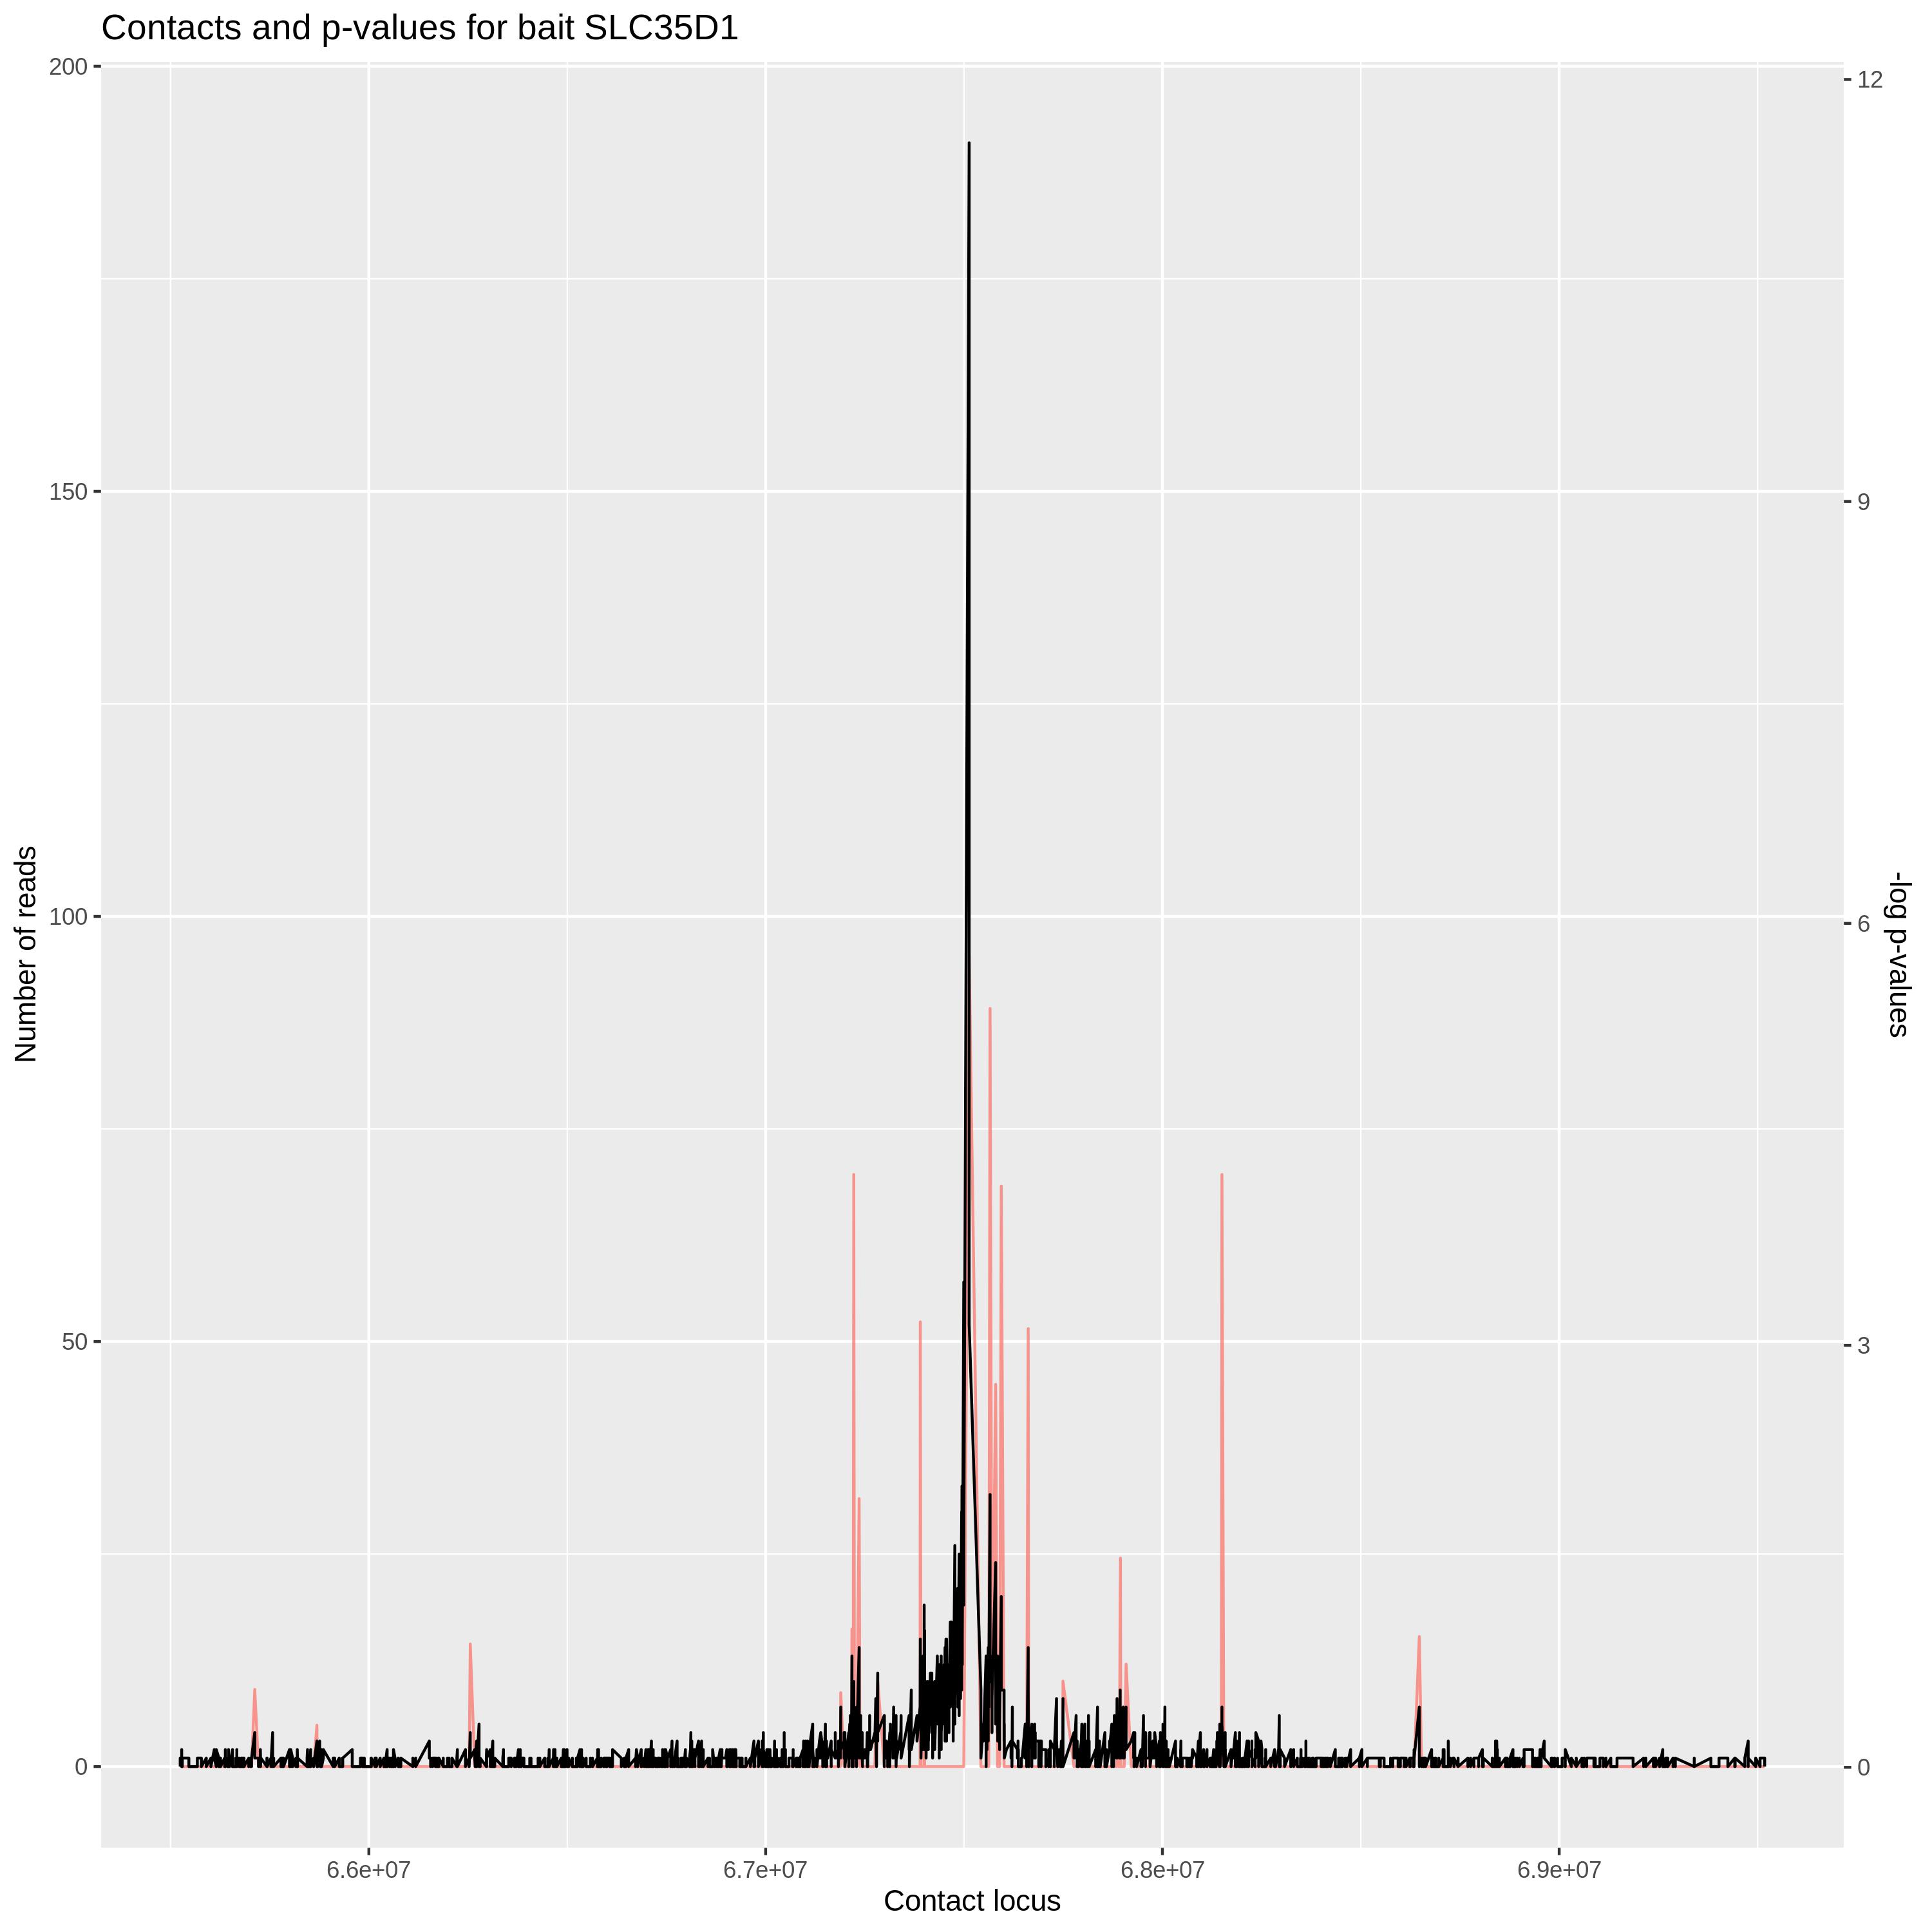 Contacts and p-values for bait SLC35D1
200
150
100
50
0
12
9
6
3
0
Number of reads
-log p-values
6.6e+07
6.7e+07
6.8e+07
6.9e+07
Contact locus